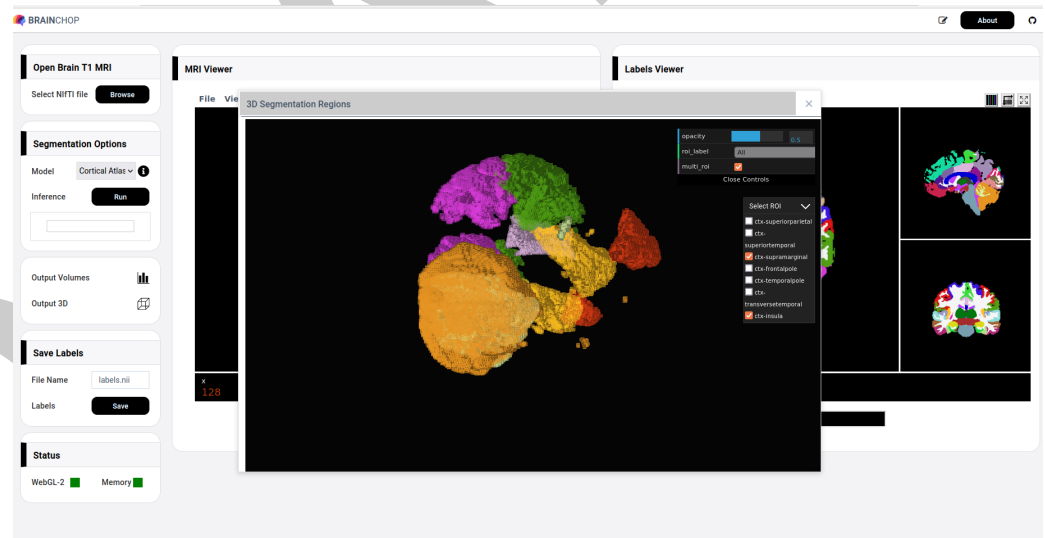 BRAINCHOP
About
Open Brain T1 MRI
Select NIfTI file
Browse
Segmentation Options
Model
Cortical Atlas
Inference
Run
Output Volumes
Output 3D
Save Labels
File Name
labels.nii
Labels
Save
Status
WebGL-2
Memory
MRI Viewer
File Vie
x
128
Labels Viewer
3D Segmentation Regions
×
opacity
0.5
roi_label
All
multi_roi
Close Controls
Select ROI
ctx-superiorparietal
ctx-
superiortemporal
ctx-supramarginal
ctx-frontalpole
ctx-temporalpole
ctx-
transversetemporal
ctx-insula